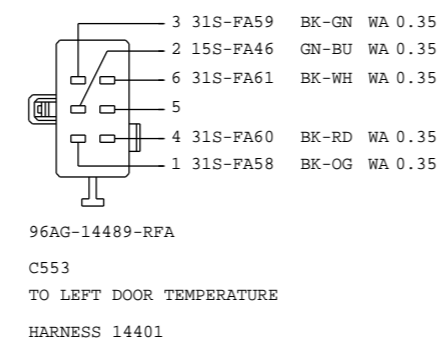 3 31S-FA59 BK-GN WA 0.35
2 15S-FA46 GN-BU WA 0.35
6 31S-FA61 BK-WH WA 0.35
5
4 31S-FA60 BK-RD WA 0.35
1 31S-FA58 BK-OG WA 0.35
96AG-14489-RFA
C553
TO LEFT DOOR TEMPERATURE
HARNESS 14401